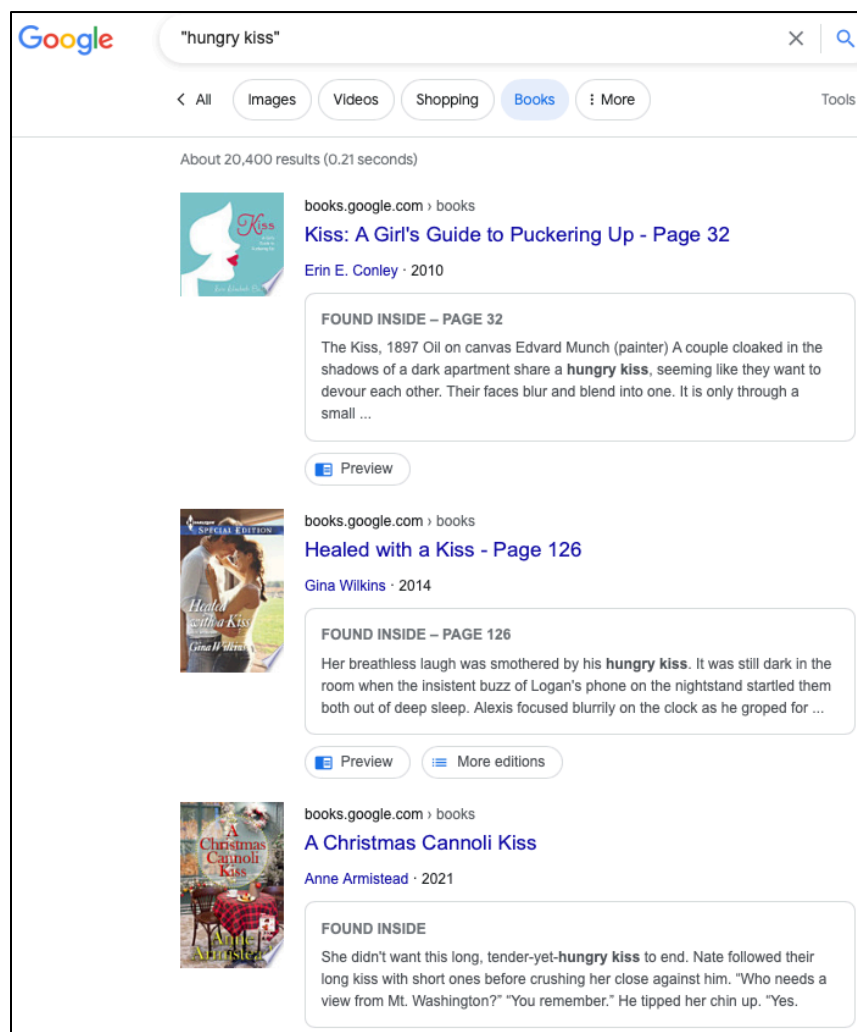 Google
"hungry kiss"
All
Images
Videos
Shopping
Books
More
Tools
About 20,400 results (0.21 seconds)
Kiss
books.google.com › books
Kiss: A Girl's Guide to Puckering Up - Page 32
Erin E. Conley · 2010
FOUND INSIDE – PAGE 32
The Kiss, 1897 Oil on canvas Edvard Munch (painter) A couple cloaked in the
shadows of a dark apartment share a hungry kiss, seeming like they want to
devour each other. Their faces blur and blend into one. It is only through a
small ...
Preview
SPECIAL EDITION
Healed
with a Kiss
Gina Wilkins
books.google.com › books
Healed with a Kiss - Page 126
Gina Wilkins · 2014
FOUND INSIDE – PAGE 126
Her breathless laugh was smothered by his hungry kiss. It was still dark in the
room when the insistent buzz of Logan's phone on the nightstand startled them
both out of deep sleep. Alexis focused blurrily on the clock as he groped for ...
Preview
More editions
A
Christmas
Cannoli
Kiss
Anne
Armistead
books.google.com › books
A Christmas Cannoli Kiss
Anne Armistead · 2021
FOUND INSIDE
She didn't want this long, tender-yet-hungry kiss to end. Nate followed their
long kiss with short ones before crushing her close against him. "Who needs a
view from Mt. Washington?" "You remember." He tipped her chin up. "Yes.